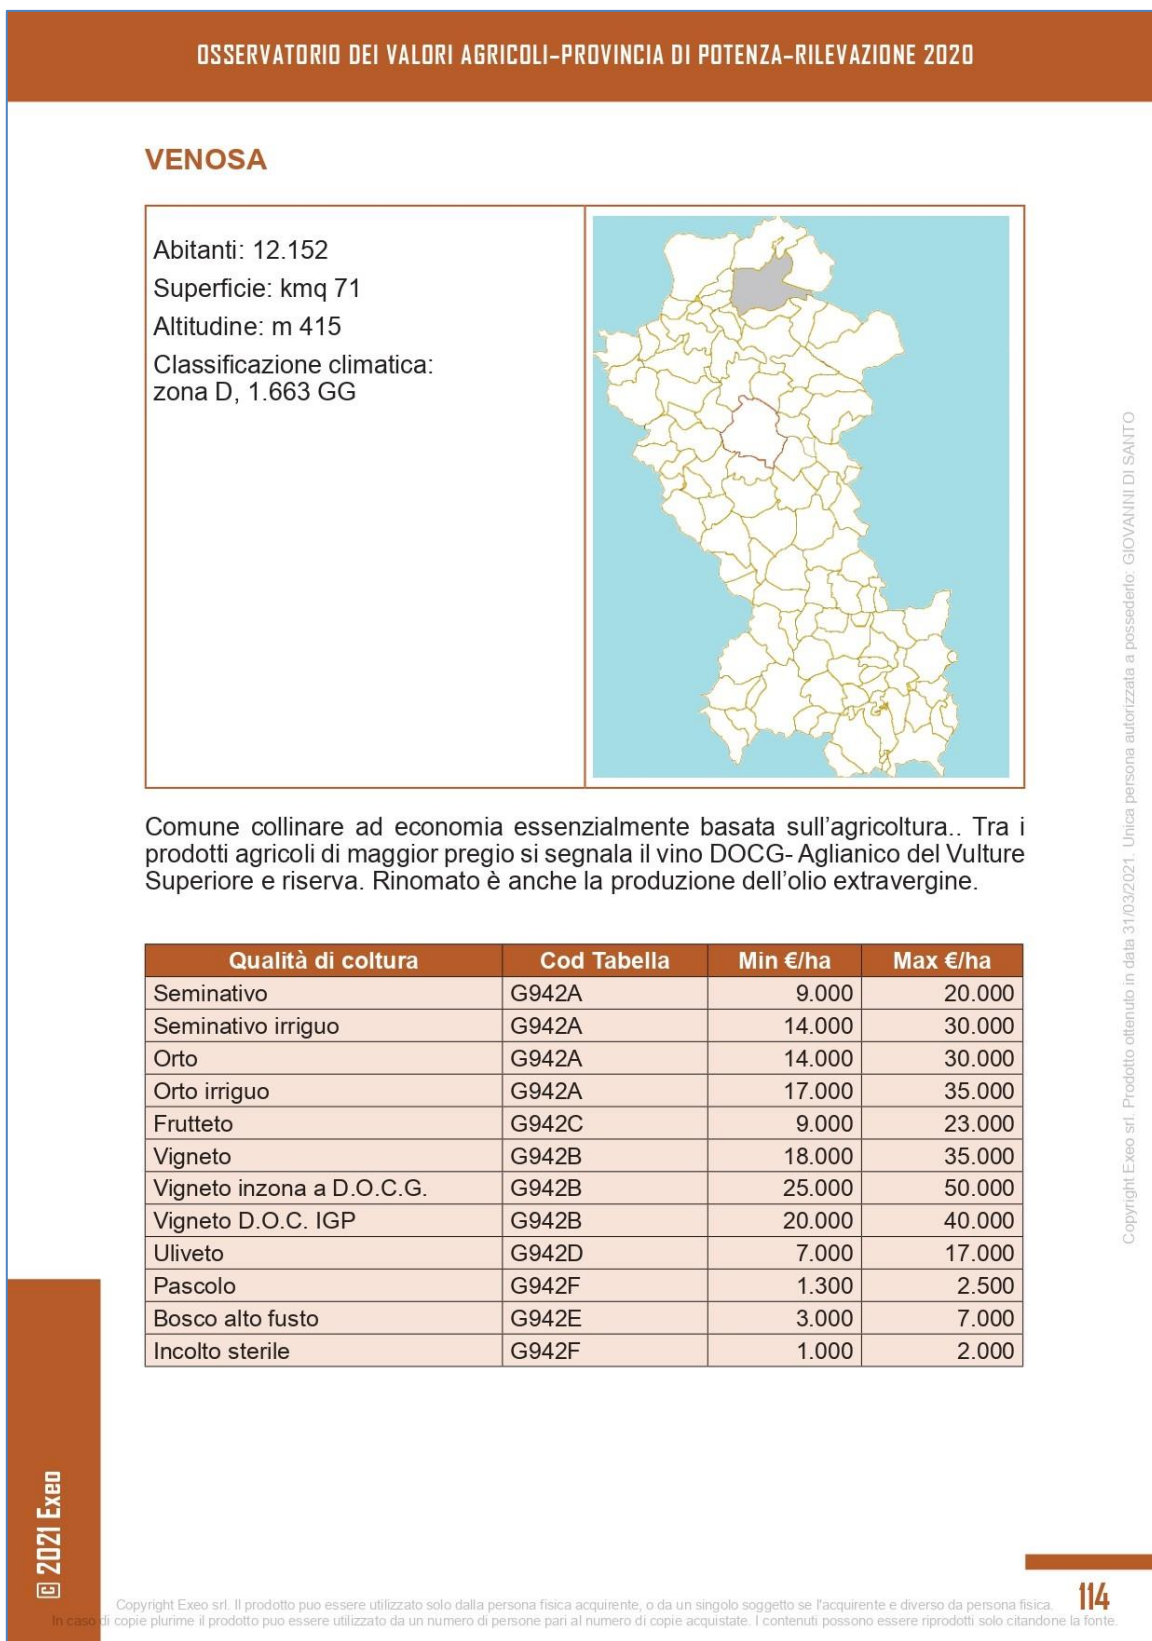 OSSERVATORIO DEI VALORI AGRICOLI-PROVINCIA DI POTENZA-RILEVAZIONE 2020
VENOSA
Abitanti: 12.152
Superficie: kmq 71
Altitudine: m 415
Classificazione climatica:
zona D, 1.663 GG
Comune collinare ad economia essenzialmente basata sull'agricoltura.. Tra i
prodotti agricoli di maggior pregio si segnala il vino DOCG- Aglianico del Vulture
Superiore e riserva. Rinomato è anche la produzione dell'olio extravergine.
Qualità di coltura Cod Tabella Min €/ha Max €/ha
Seminativo G942A 9.000 20.000
Seminativo irriguo G942A 14.000 30.000
Orto G942A 14.000 30.000
Orto irriguo G942A 17.000 35.000
Frutteto G942C 9.000 23.000
Vigneto G942B 18.000 35.000
Vigneto inzona a D.O.C.G. G942B 25.000 50.000
Vigneto D.O.C. IGP G942B 20.000 40.000
Uliveto G942D 7.000 17.000
Pascolo G942F 1.300 2.500
Bosco alto fusto G942E 3.000 7.000
Incolto sterile G942F 1.000 2.000
Copyright Exeo srl. Prodotto ottenuto in data 31/03/2021. Unica persona autorizzata a possederlo: GIOVANNI DI SANTO
© 2021 Exeo
114
Copyright Exeo srl. Il prodotto puo essere utilizzato solo dalla persona fisica acquirente, o da un singolo soggetto se l'acquirente e diverso da persona fisica.
In caso di copie plurime il prodotto puo essere utilizzato da un numero di persone pari al numero di copie acquistate. I contenuti possono essere riprodotti solo citandone la fonte.